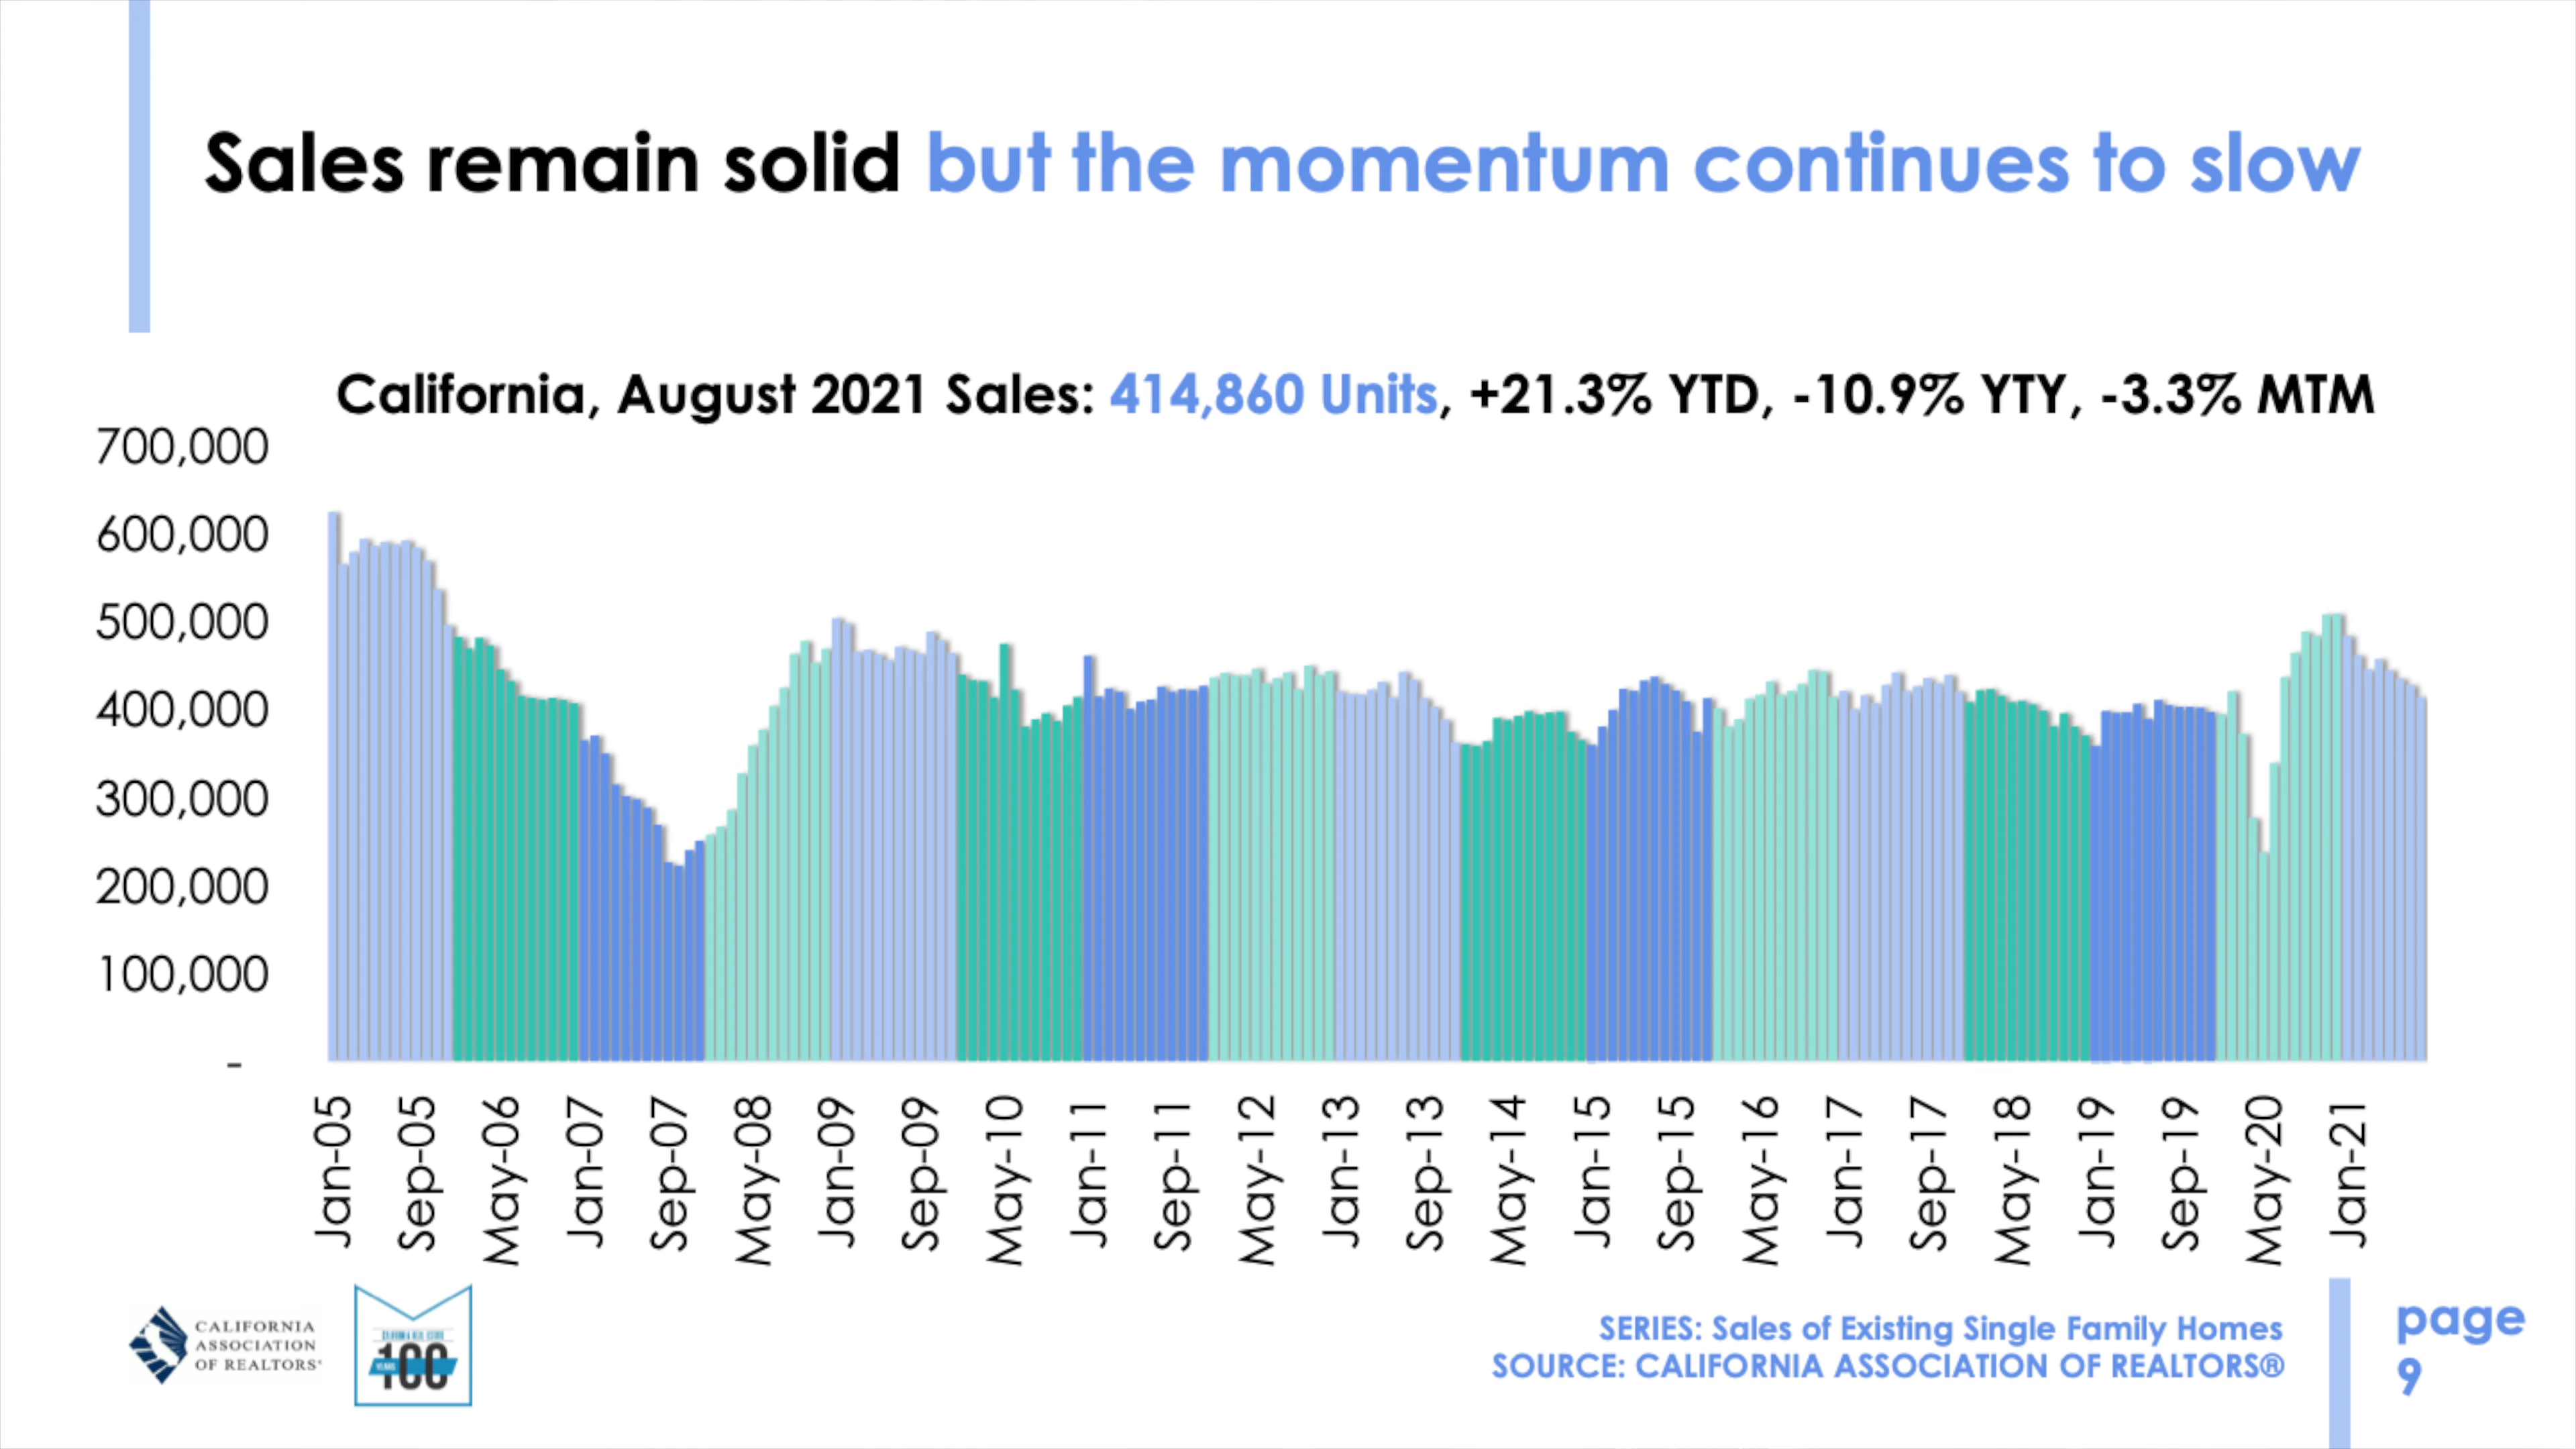 Sales remain solid but the momentum continues to slow
California, August 2021 Sales: 414,860 Units, +21.3% YTD, -10.9% YTY, -3.3% MTM
700,000
600,000
500,000
400,000
300,000
200,000
100,000
-
Jan-05
Sep-05
May-06
Jan-07
Sep-07
May-08
Jan-09
Sep-09
May-10
Jan-11
Sep-11
May-12
Jan-13
Sep-13
May-14
Jan-15
Sep-15
May-16
Jan-17
Sep-17
May-18
Jan-19
Sep-19
May-20
Jan-21
CALIFORNIA
ASSOCIATION
OF REALTORS
YEARS
100
SERIES: Sales of Existing Single Family Homes
SOURCE: CALIFORNIA ASSOCIATION OF REALTORS®
page
9